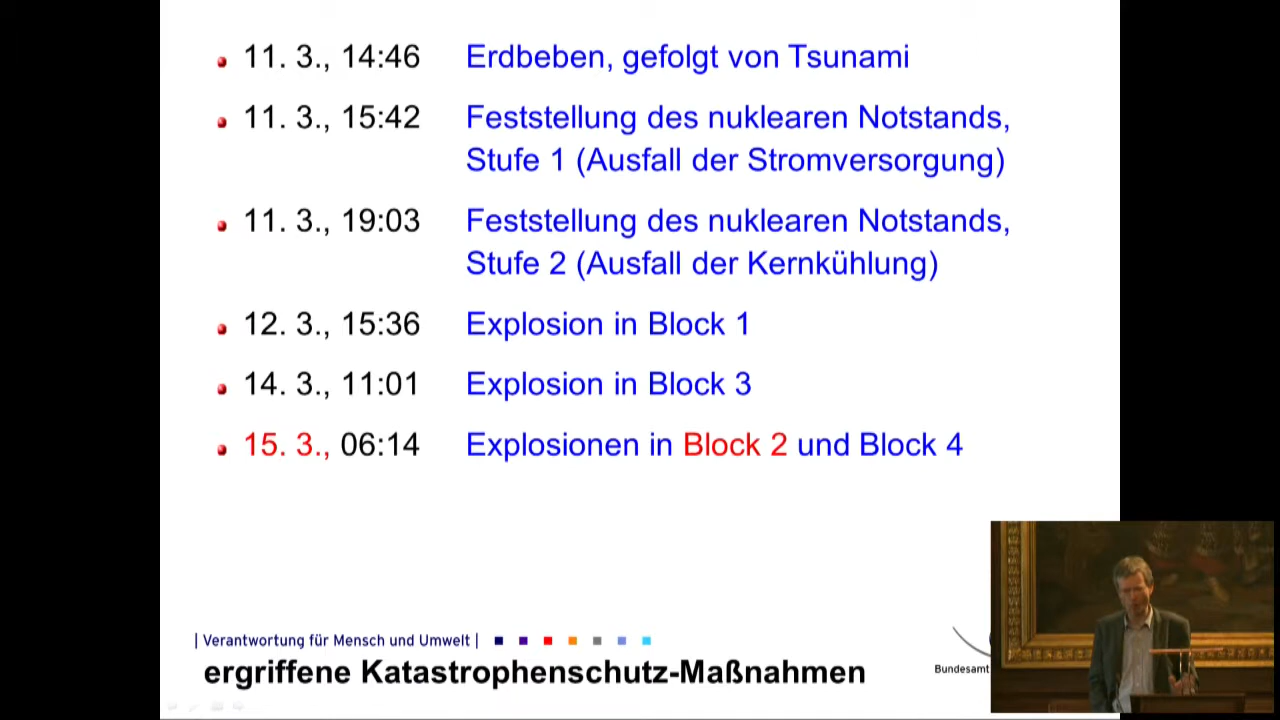 11. 3., 14:46 Erdbeben, gefolgt von Tsunami
11. 3., 15:42 Feststellung des nuklearen Notstands,
Stufe 1 (Ausfall der Stromversorgung)
11. 3., 19:03 Feststellung des nuklearen Notstands,
Stufe 2 (Ausfall der Kernkühlung)
12. 3., 15:36 Explosion in Block 1
14. 3., 11:01 Explosion in Block 3
15. 3., 06:14 Explosionen in Block 2 und Block 4
| Verantwortung für Mensch und Umwelt |
ergriffene Katastrophenschutz-Maßnahmen
Bundesamt